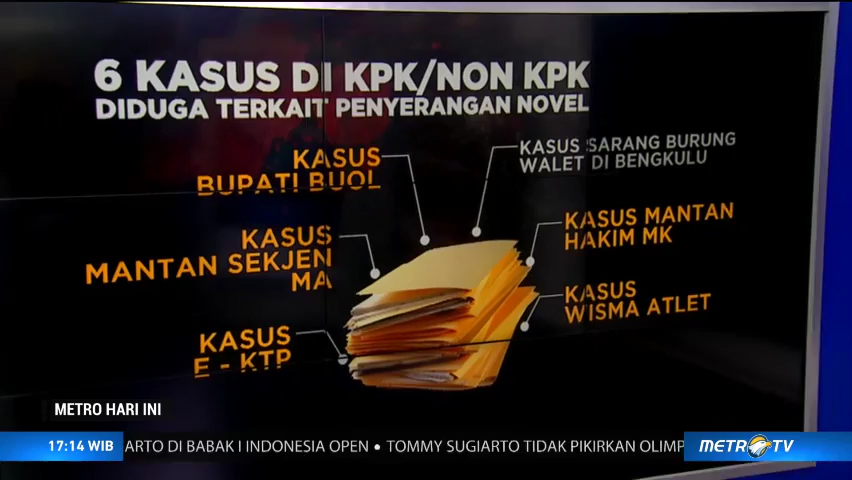 6 KASUS DI KPK/NON KPK
DIDUGA TERKAIT PENYERANGAN NOVEL
KASUS
BUPATI BUOL
KASUS SARANG BURUNG
WALET DI BENGKULU
KASUS
MANTAN SEKJEN
MA
KASUS MANTAN
HAKIM MK
KASUS
E - KTP
KASUS
WISMA ATLET
METRO HARI INI
17:14 WIB
ARTO DI BABAK I INDONESIA OPEN • TOMMY SUGIARTO TIDAK PIKIRKAN OLIMP
METRO TV